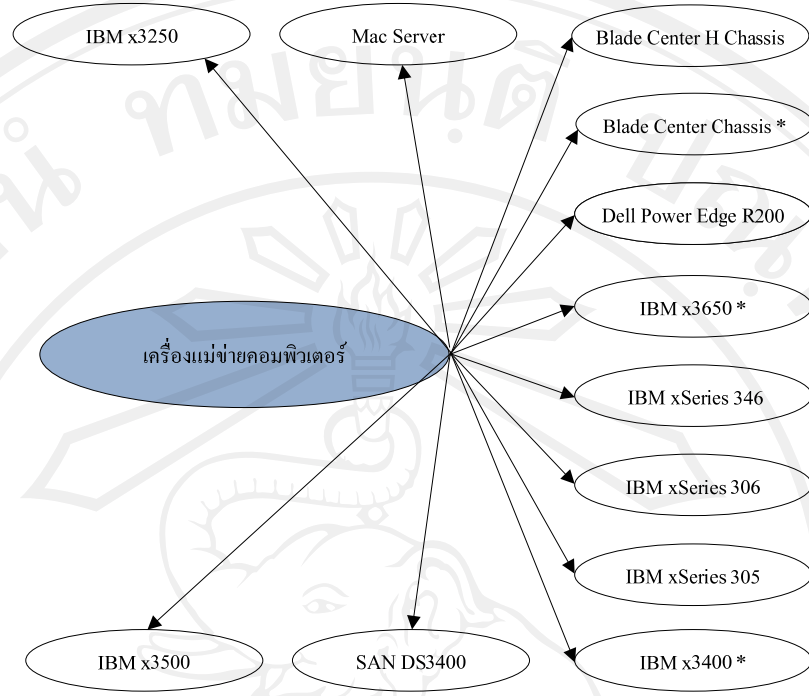 IBM x3250
Mac Server
Blade Center H Chassis
Blade Center Chassis *
Dell Power Edge R200
IBM x3650 *
เครื่องแม่ข่ายคอมพิวเตอร์
IBM xSeries 346
IBM xSeries 306
IBM xSeries 305
IBM x3500
SAN DS3400
IBM x3400 *